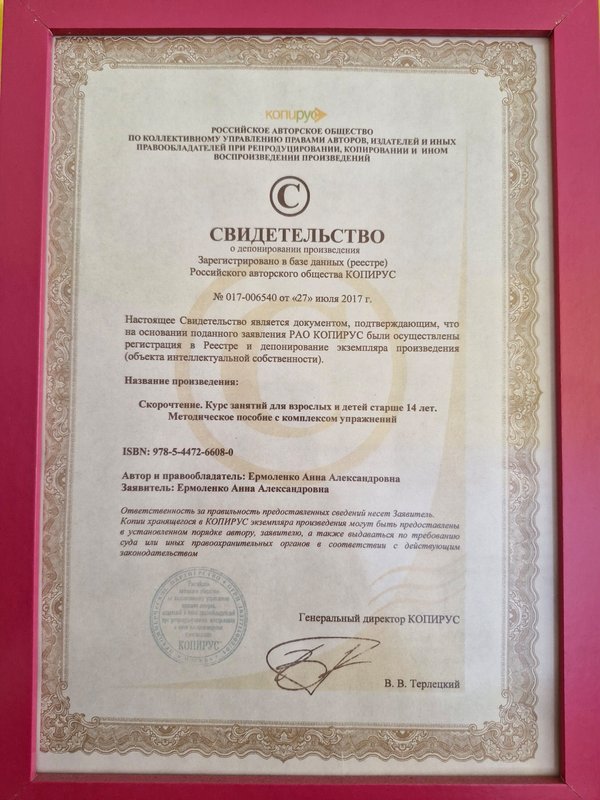 копирус
РОССИЙСКОЕ АВТОРСКОЕ ОБЩЕСТВО
ПО КОЛЛЕКТИВНОМУ УПРАВЛЕНИЮ ПРАВАМИ АВТОРОВ, ИЗДАТЕЛЕЙ И ИНЫХ
ПРАВООБЛАДАТЕЛЕЙ ПРИ РЕПРОДУЦИРОВАНИИ, КОПИРОВАНИИ И ИНОМ
ВОСПРОИЗВЕДЕНИИ ПРОИЗВЕДЕНИЙ
©
СВИДЕТЕЛЬСТВО
о депонировании произведения
Зарегистрировано в базе данных (реестре)
Российского авторского общества КОПИРУС
№ 017-006540 от «27» июля 2017 г.
Настоящее Свидетельство является документом, подтверждающим, что
на основании поданного заявления РАО КОПИРУС были осуществлены
регистрация в Реестре и депонирование экземпляра произведения
(объекта интеллектуальной собственности).
Название произведения:
Скорочтение. Курс занятий для взрослых и детей старше 14 лет.
Методическое пособие с комплексом упражнений
ISBN: 978-5-4472-6608-0
Автор и правообладатель: Ермоленко Анна Александровна
Заявитель: Ермоленко Анна Александровна
Ответственность за правильность предоставленных сведений несет Заявитель.
Копии хранящегося в КОПИРУС экземпляра произведения могут быть предоставлены
в установленном порядке автору, заявителю, а также выдаваться по требованию
суда или иных правоохранительных органов в соответствии с действующим
законодательством
КОПИРУС
Генеральный директор КОПИРУС
В. В. Терлецкий